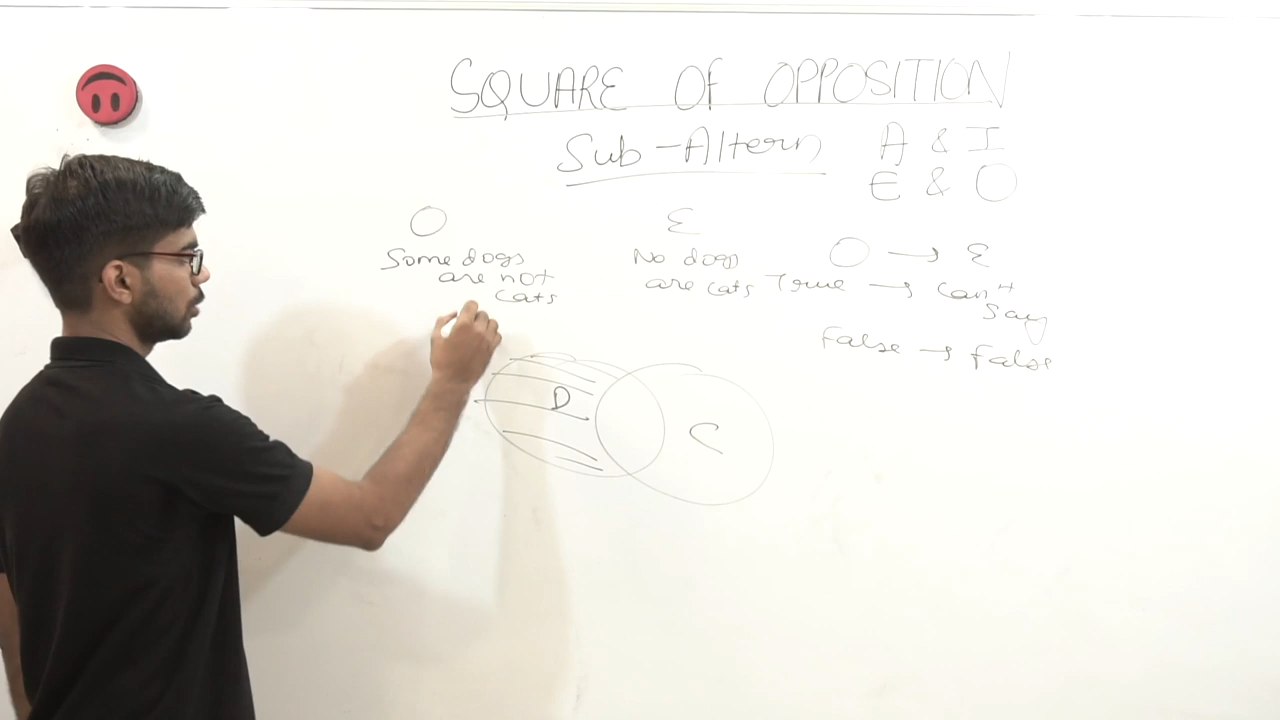 SQUARE OF OPPOSITION
Sub-Altern A & I
E & O
O
Some dogs
are not
cats
E
No dogs
are cats
O → E
True → Can't
Say
False → False
D
C